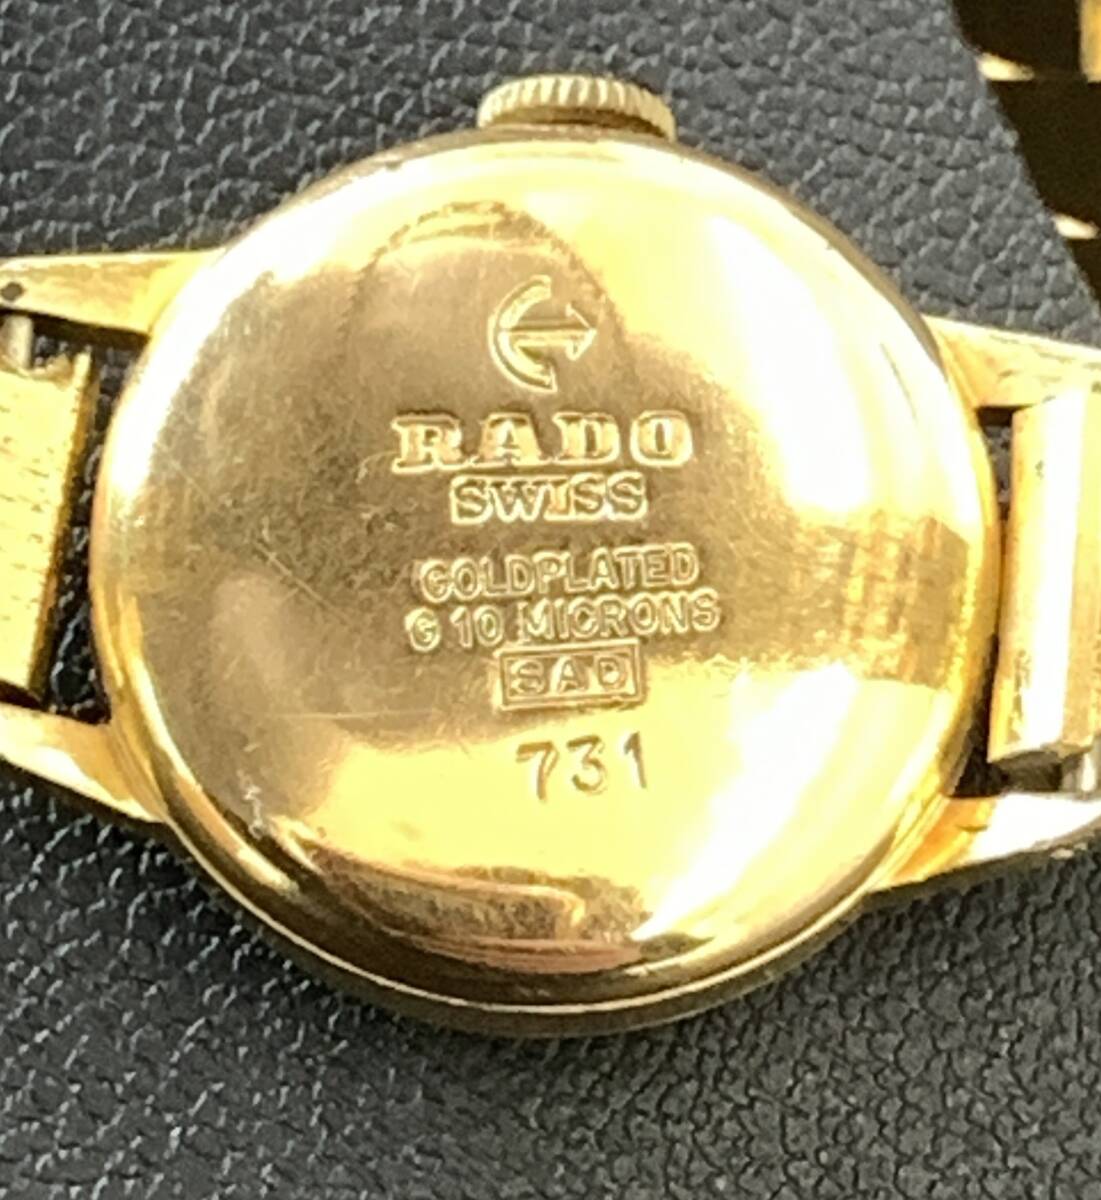 RADO
SWISS
GOLDPLATED
G 10 MICRONS
SAD
731